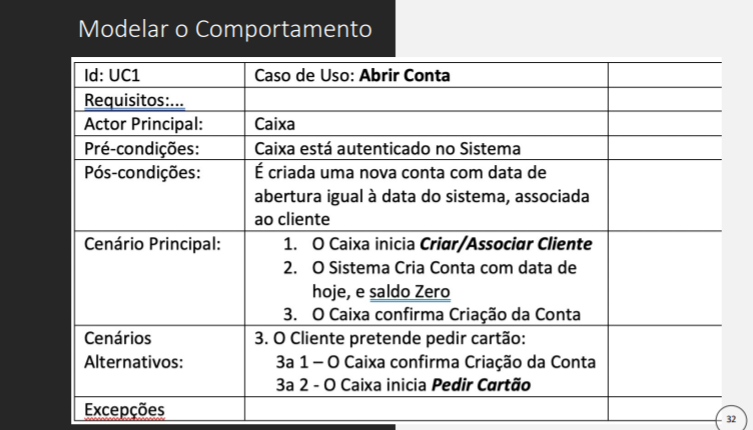 Modelar o Comportamento
Id: UC1 Caso de Uso: Abrir Conta
Requisitos:...
Actor Principal: Caixa
Pré-condições: Caixa está autenticado no Sistema
Pós-condições: É criada uma nova conta com data de
abertura igual à data do sistema, associada
ao cliente
Cenário Principal: 1. O Caixa inicia Criar/Associar Cliente
2. O Sistema Cria Conta com data de
hoje, e saldo Zero
3. O Caixa confirma Criação da Conta
Cenários 3. O Cliente pretende pedir cartão:
Alternativos: 3a 1 – O Caixa confirma Criação da Conta
3a 2 - O Caixa inicia Pedir Cartão
Excepções
32